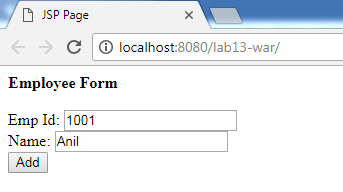 JSP Page
localhost:8080/lab13-war/
Employee Form
Emp Id: 1001
Name: Anil
Add